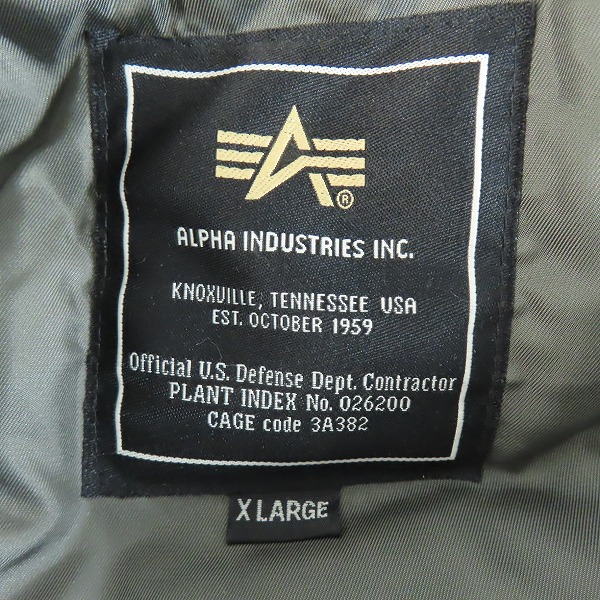 ®
ALPHA INDUSTRIES INC.
KNOXVILLE, TENNESSEE USA
EST. OCTOBER 1959
Official U.S. Defense Dept. Contractor
PLANT INDEX No. 026200
CAGE code 3A382
X LARGE